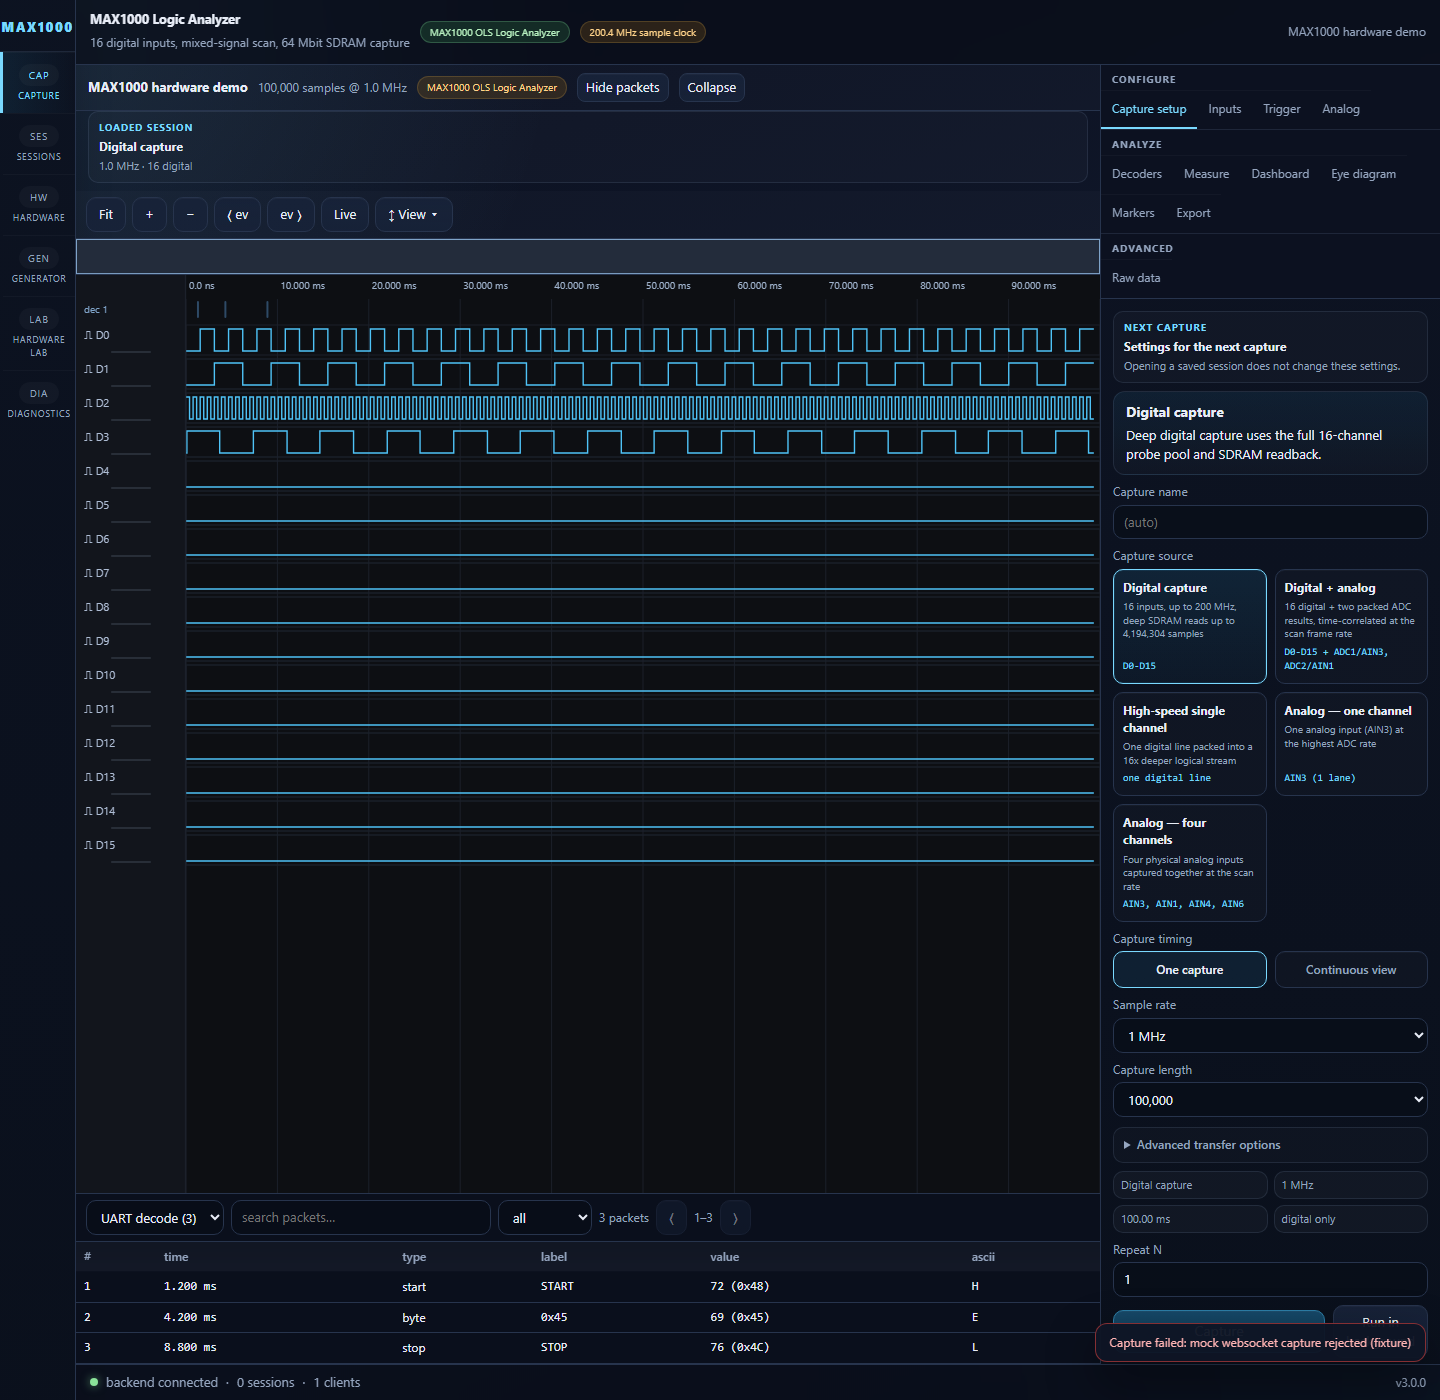 MAX1000
CAP
CAPTURE
SES
SESSIONS
HW
HARDWARE
GEN
GENERATOR
LAB
HARDWARE
LAB
DIA
DIAGNOSTICS
MAX1000 Logic Analyzer
16 digital inputs, mixed-signal scan, 64 Mbit SDRAM capture
MAX1000 OLS Logic Analyzer
200.4 MHz sample clock
MAX1000 hardware demo
MAX1000 hardware demo
100,000 samples @ 1.0 MHz
MAX1000 OLS Logic Analyzer
Hide packets
Collapse
LOADED SESSION
Digital capture
1.0 MHz · 16 digital
Fit
+
−
⟨ ev
ev ⟩
Live
↕ View ▾
0.0 ns 10.000 ms 20.000 ms 30.000 ms 40.000 ms 50.000 ms 60.000 ms 70.000 ms 80.000 ms 90.000 ms
dec 1
D0
D1
D2
D3
D4
D5
D6
D7
D8
D9
D10
D11
D12
D13
D14
D15
UART decode (3)
search packets...
all
3 packets
⟨
1–3
⟩
# time type label value ascii
1 1.200 ms start START 72 (0x48) H
2 4.200 ms byte 0x45 69 (0x45) E
3 8.800 ms stop STOP 76 (0x4C) L
CONFIGURE
Capture setup Inputs Trigger Analog
ANALYZE
Decoders Measure Dashboard Eye diagram
Markers Export
ADVANCED
Raw data
NEXT CAPTURE
Settings for the next capture
Opening a saved session does not change these settings.
Digital capture
Deep digital capture uses the full 16-channel
probe pool and SDRAM readback.
Capture name
(auto)
Capture source
Digital capture
16 inputs, up to 200 MHz,
deep SDRAM reads up to
4,194,304 samples
D0-D15
Digital + analog
16 digital + two packed ADC
results, time-correlated at the
scan frame rate
D0-D15 + ADC1/AIN3,
ADC2/AIN1
High-speed single
channel
One digital line packed into a
16x deeper logical stream
one digital line
Analog — one channel
One analog input (AIN3) at
the highest ADC rate
AIN3 (1 lane)
Analog — four
channels
Four physical analog inputs
captured together at the scan
rate
AIN3, AIN1, AIN4, AIN6
Capture timing
One capture
Continuous view
Sample rate
1 MHz
Capture length
100,000
▶ Advanced transfer options
Digital capture
1 MHz
100.00 ms
digital only
Repeat N
1
Run in
Capture failed: mock websocket capture rejected (fixture)
backend connected · 0 sessions · 1 clients
v3.0.0